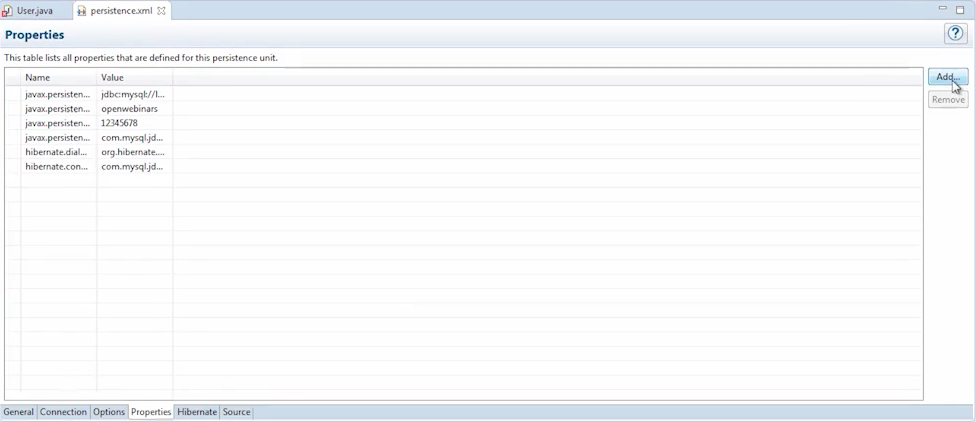 User.java persistence.xml
Properties
This table lists all properties that are defined for this persistence unit.
Name Value Add...
javax.persisten... jdbc:mysql://l...
Remove
javax.persisten... openwebinars
javax.persisten... 12345678
javax.persisten... com.mysql.jd...
hibernate.dial... org.hibernate....
hibernate.con... com.mysql.jd...
General Connection Options Properties Hibernate Source